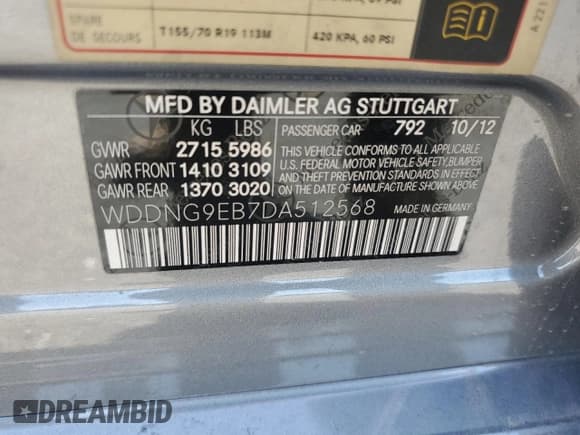 SPARE
DE SECOURS T155/70 R19 113M 420 KPA, 60 PSI
A 221
MFD BY DAIMLER AG STUTTGART
KG LBS PASSENGER CAR 792 10/12
GWR 2715 5986
GAWR FRONT 1410 3109
GAWR REAR 1370 3020
THIS VEHICLE CONFORMS TO ALL APPLICABLE
U.S. FEDERAL MOTOR VEHICLE SAFETY, BUMPER
AND THEFT PREVENTION STANDARDS IN EFFECT
ON THE DATE OF MANUFACTURE SHOWN ABOVE.
WDDNG9EB7DA512568 MADE IN GERMANY
DREAMBID